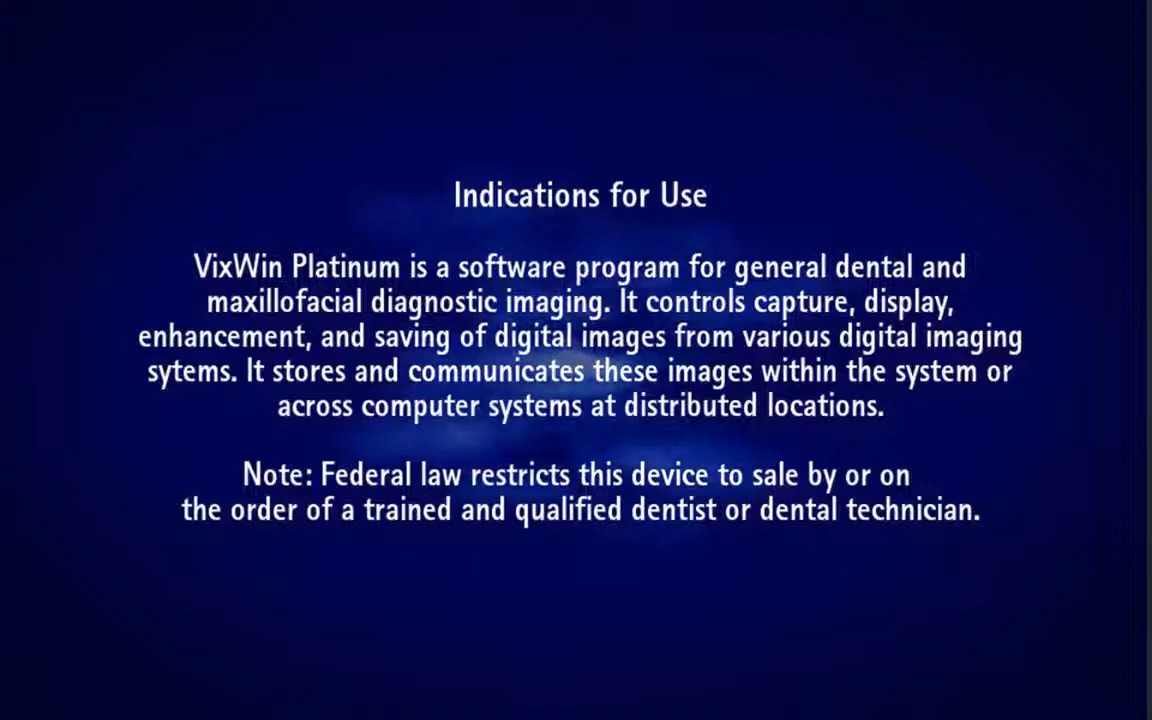 Indications for Use
VixWin Platinum is a software program for general dental and
maxillofacial diagnostic imaging. It controls capture, display,
enhancement, and saving of digital images from various digital imaging
sytems. It stores and communicates these images within the system or
across computer systems at distributed locations.
Note: Federal law restricts this device to sale by or on
the order of a trained and qualified dentist or dental technician.